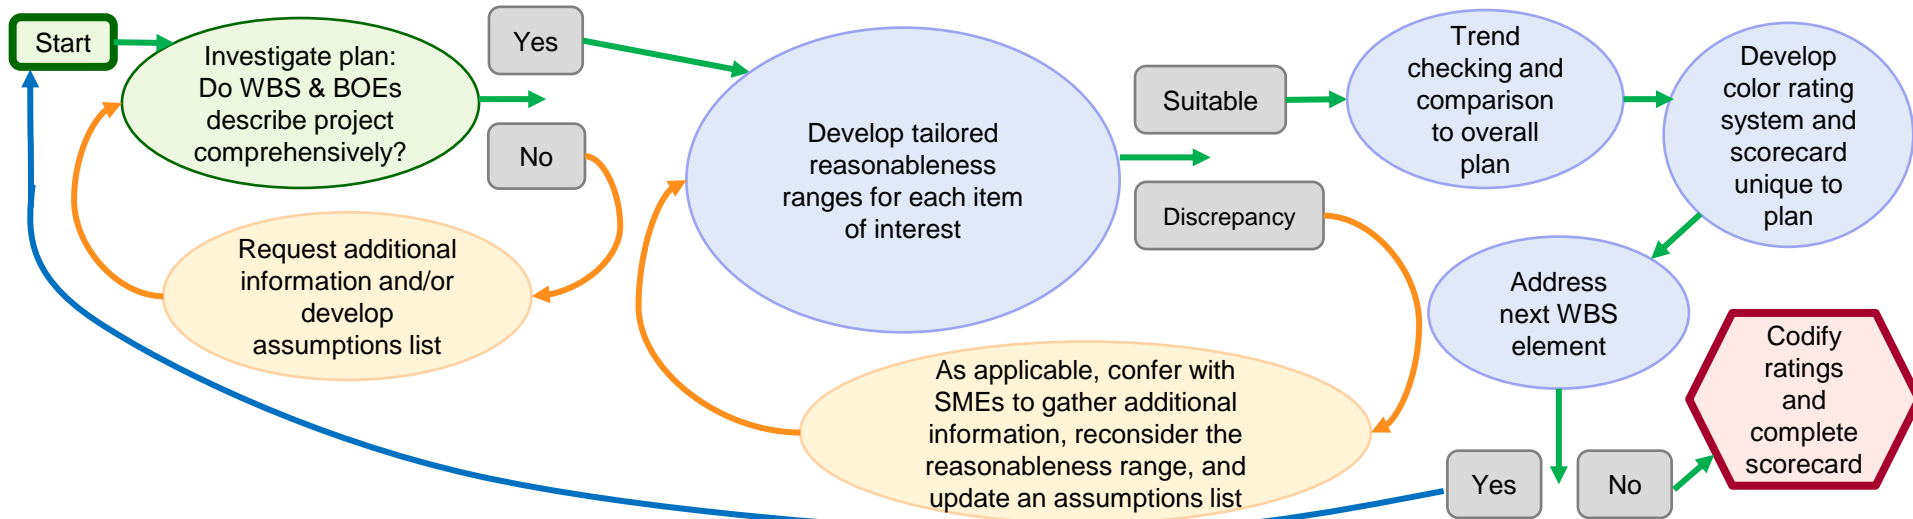 Start
Investigate plan:
Do WBS & BOEs
describe project
comprehensively?
Yes
No
Request additional
information and/or
develop
assumptions list
Develop tailored
reasonableness
ranges for each item
of interest
Suitable
Discrepancy
As applicable, confer with
SMEs to gather additional
information, reconsider the
reasonableness range, and
update an assumptions list
Trend
checking and
comparison
to overall
plan
Develop
color rating
system and
scorecard
unique to
plan
Address
next WBS
element
Yes
No
Codify
ratings
and
complete
scorecard